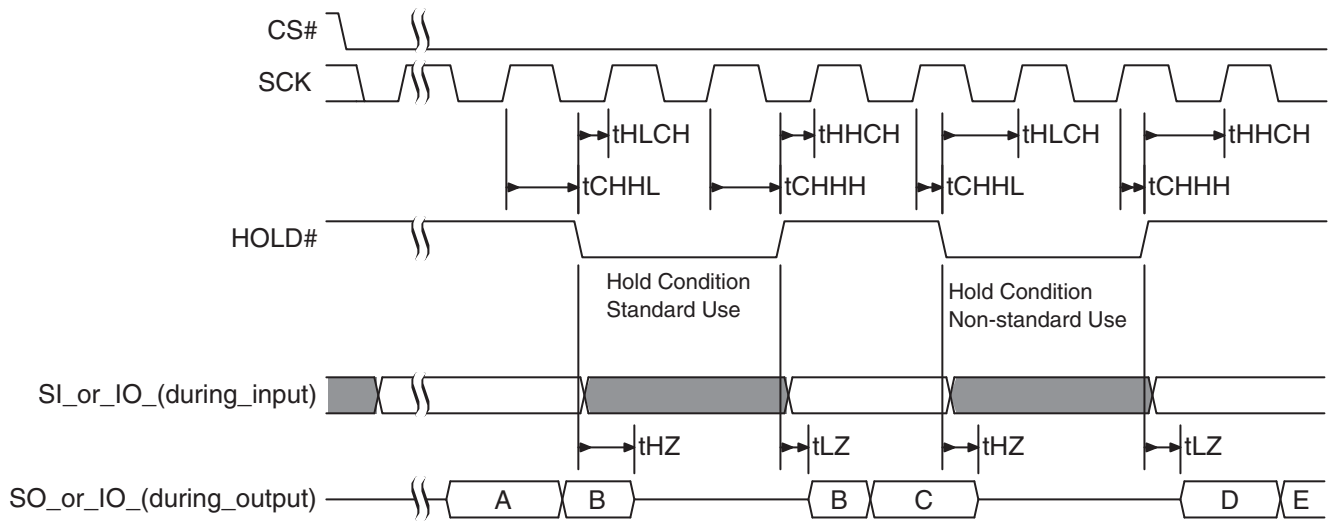 CS#
SCK
tHLCH
tHHCH
tHLCH
tHHCH
tCHHL
tCHHH
tCHHL
tCHHH
HOLD#
Hold Condition
Standard Use
Hold Condition
Non-standard Use
SI_or_IO_(during_input)
tHZ
tLZ
tHZ
tLZ
SO_or_IO_(during_output)
A
B
B
C
D
E